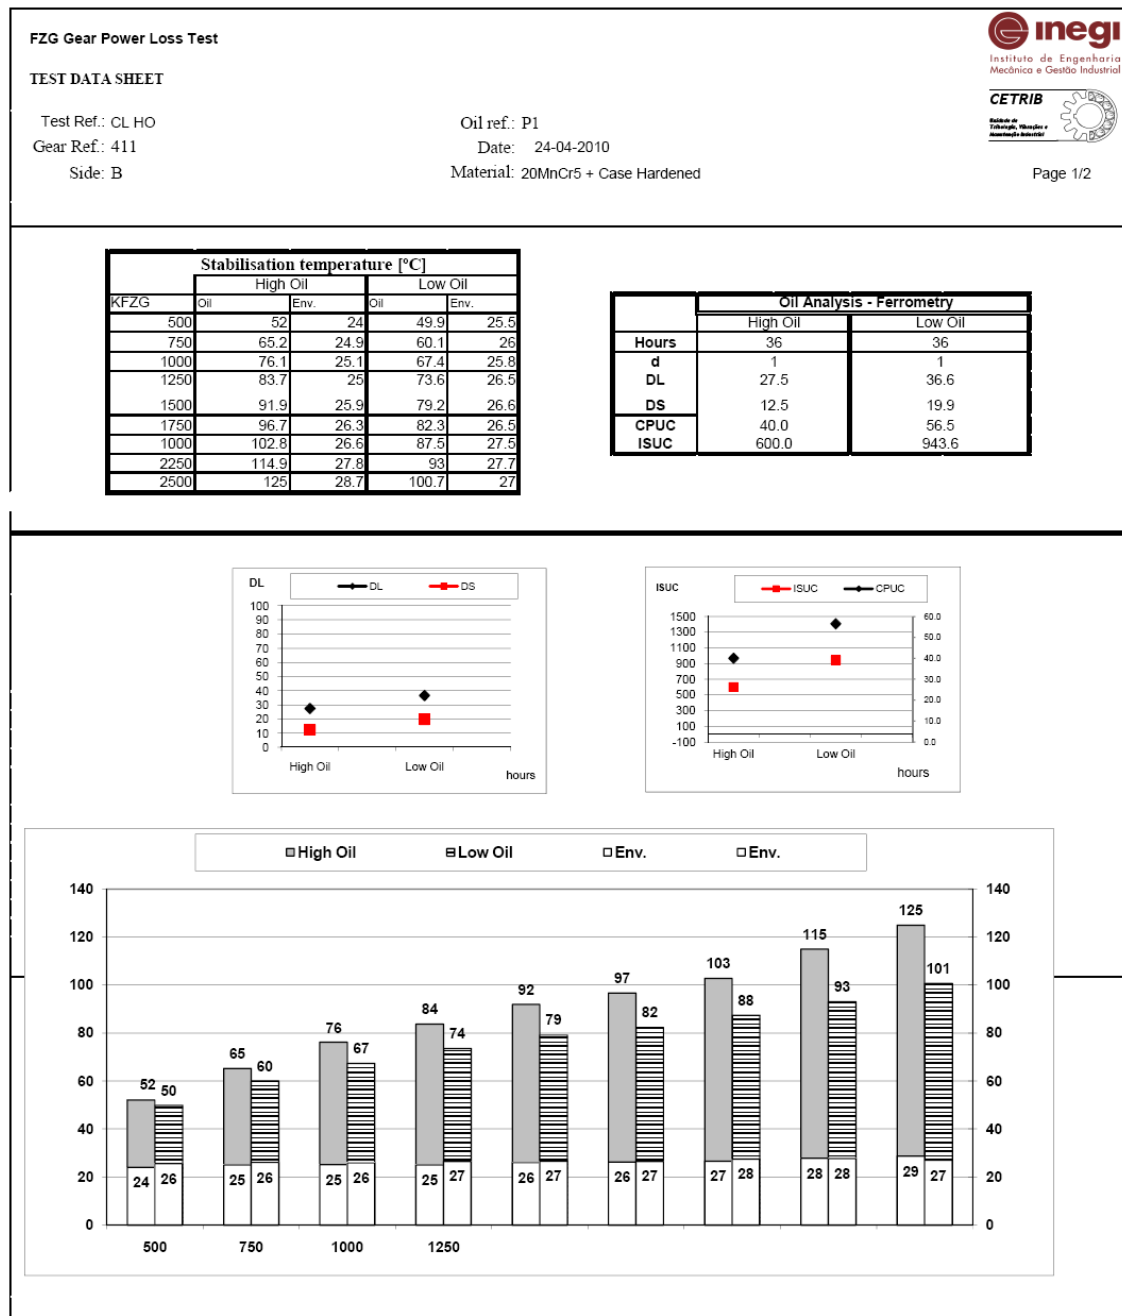 FZG Gear Power Loss Test
inegi
Instituto de Engenharia
Mecânica e Gestão Industrial
TEST DATA SHEET
CETRIB
Unidade de
Tribologia, Vibrações e
Manutenção Industrial
Test Ref.: CL HO
Oil ref.: P1
Gear Ref.: 411
Date: 24-04-2010
Side: B
Material: 20MnCr5 + Case Hardened
Page 1/2
Stabilisation temperature [ºC]
High Oil Low Oil
KFZG Oil Env. Oil Env.
500 52 24 49.9 25.5
750 65.2 24.9 60.1 26
1000 76.1 25.1 67.4 25.8
1250 83.7 25 73.6 26.5
1500 91.9 25.9 79.2 26.6
1750 96.7 26.3 82.3 26.5
1000 102.8 26.6 87.5 27.5
2250 114.9 27.8 93 27.7
2500 125 28.7 100.7 27
Oil Analysis - Ferrometry
High Oil Low Oil
Hours 36 36
d 1 1
DL 27.5 36.6
DS 12.5 19.9
CPUC 40.0 56.5
ISUC 600.0 943.6
DL
DL DS
100
90
80
70
60
50
40
30
20
10
0
High Oil Low Oil
hours
ISUC
ISUC CPUC
1500 60.0
1300 50.0
1100
900 40.0
700 30.0
500 20.0
300
100 10.0
-100 0.0
High Oil Low Oil
hours
High Oil Low Oil Env. Env.
140 140
120 120
100 100
80 80
60 60
40 40
20 20
0 0
52 50 65 60 76 67 84 74 92 79 97 82 103 88 115 93 125 101
24 26 25 26 25 26 25 27 26 27 26 27 27 28 28 28 29 27
500 750 1000 1250